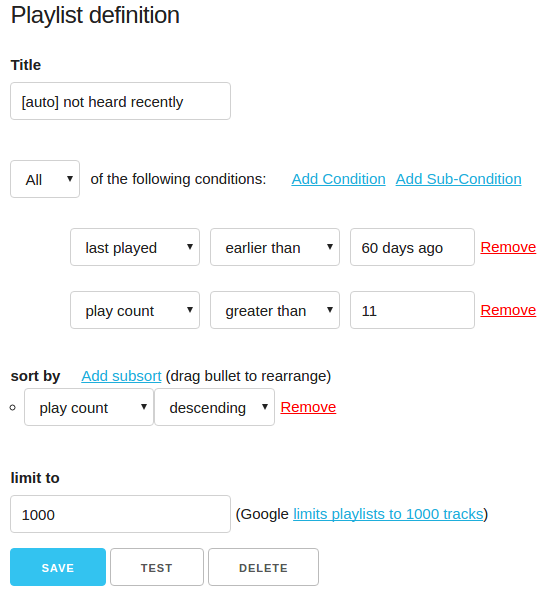 Playlist definition
Title
[auto] not heard recently
All of the following conditions: Add Condition Add Sub-Condition
last played earlier than 60 days ago Remove
play count greater than 11 Remove
sort by Add subsort (drag bullet to rearrange)
play count descending Remove
limit to
1000 (Google limits playlists to 1000 tracks)
SAVE TEST DELETE